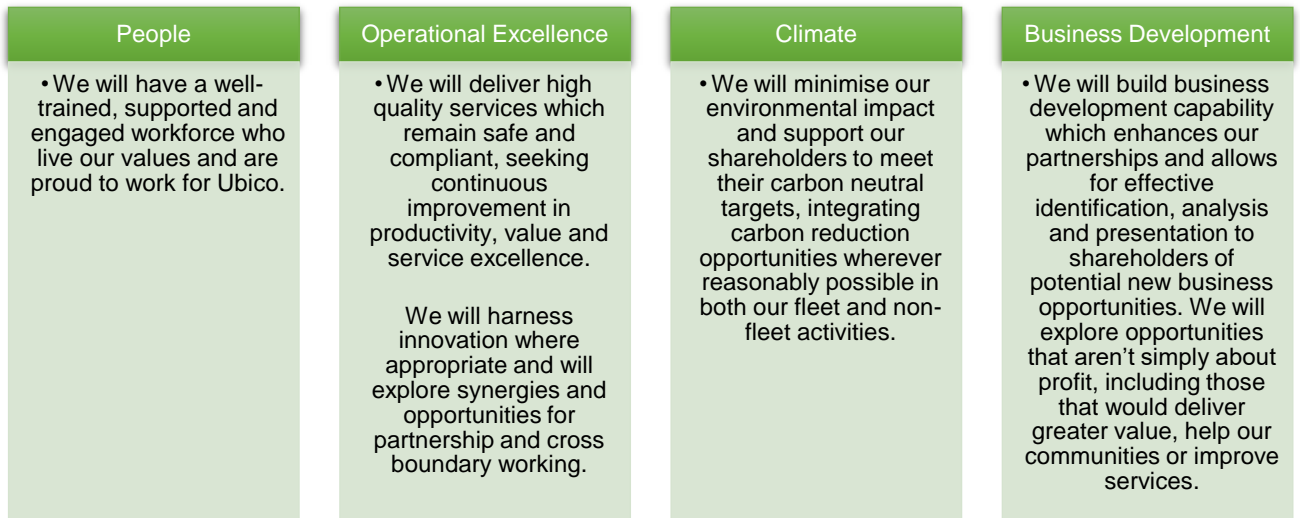 People
• We will have a well-
trained, supported and
engaged workforce who
live our values and are
proud to work for Ubico.
Operational Excellence
• We will deliver high
quality services which
remain safe and
compliant, seeking
continuous
improvement in
productivity, value and
service excellence.
We will harness
innovation where
appropriate and will
explore synergies and
opportunities for
partnership and cross
boundary working.
Climate
• We will minimise our
environmental impact
and support our
shareholders to meet
their carbon neutral
targets, integrating
carbon reduction
opportunities wherever
reasonably possible in
both our fleet and non-
fleet activities.
Business Development
• We will build business
development capability
which enhances our
partnerships and allows
for effective
identification, analysis
and presentation to
shareholders of
potential new business
opportunities. We will
explore opportunities
that aren't simply about
profit, including those
that would deliver
greater value, help our
communities or improve
services.